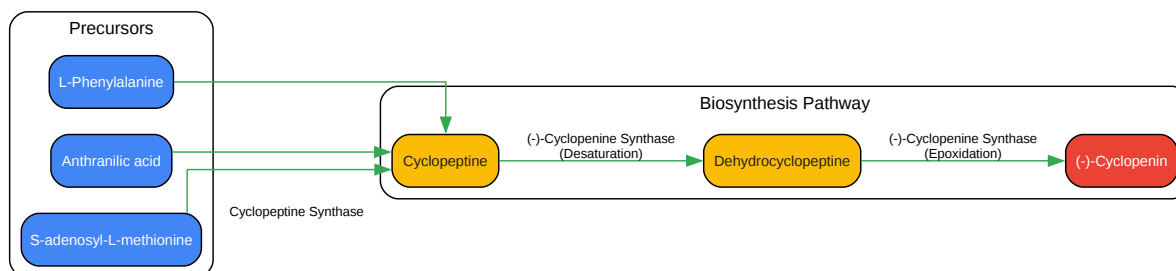 Precursors
L-Phenylalanine
Anthranilic acid
S-adenosyl-L-methionine
Cyclopeptine Synthase
Biosynthesis Pathway
Cyclopeptine
(-)-Cyclopenine Synthase
(Desaturation)
Dehydrocyclopeptine
(-)-Cyclopenine Synthase
(Epoxidation)
(-)-Cyclopenin